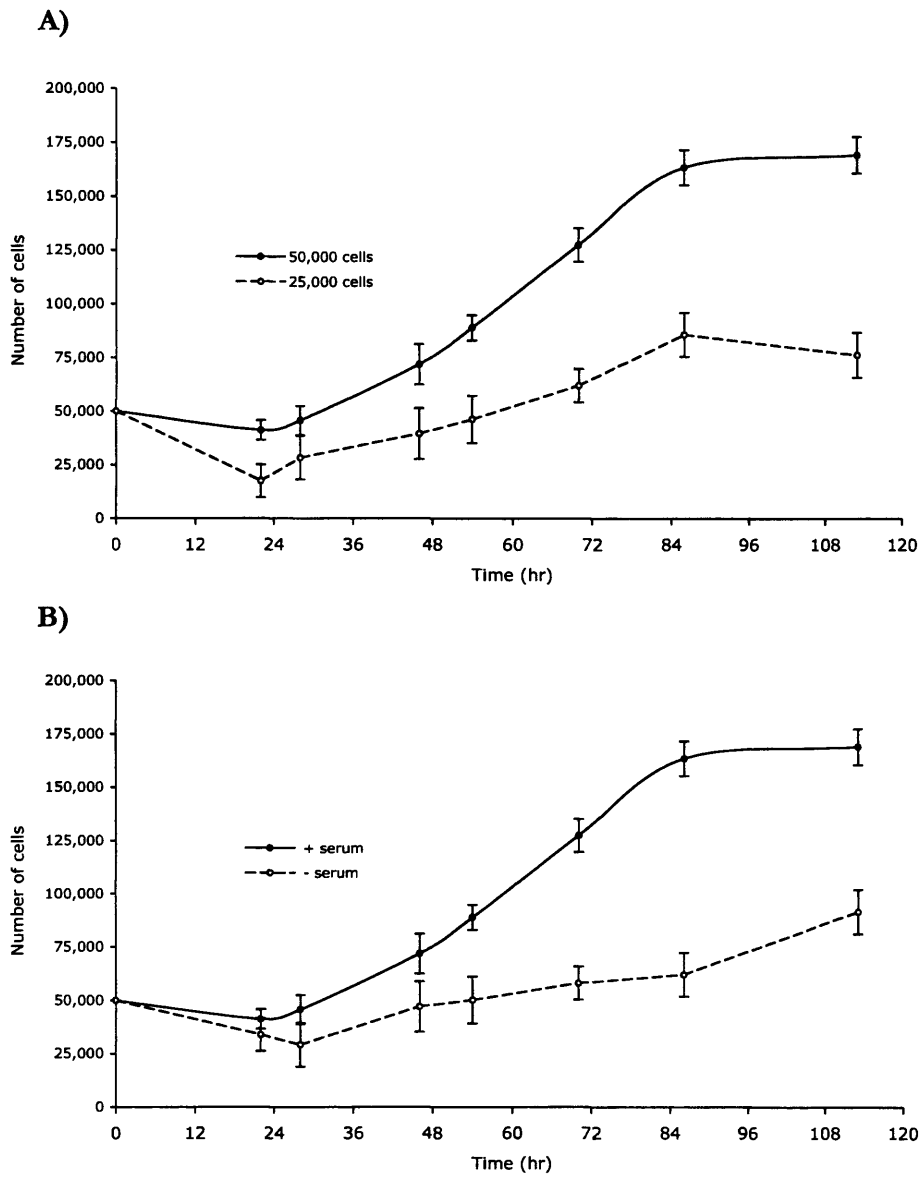 A)
200,000
175,000
150,000
125,000
100,000
75,000
50,000
25,000
0
Number of cells
50,000 cells
25,000 cells
0 12 24 36 48 60 72 84 96 108 120
Time (hr)
B)
200,000
175,000
150,000
125,000
100,000
75,000
50,000
25,000
0
Number of cells
+ serum
- serum
0 12 24 36 48 60 72 84 96 108 120
Time (hr)